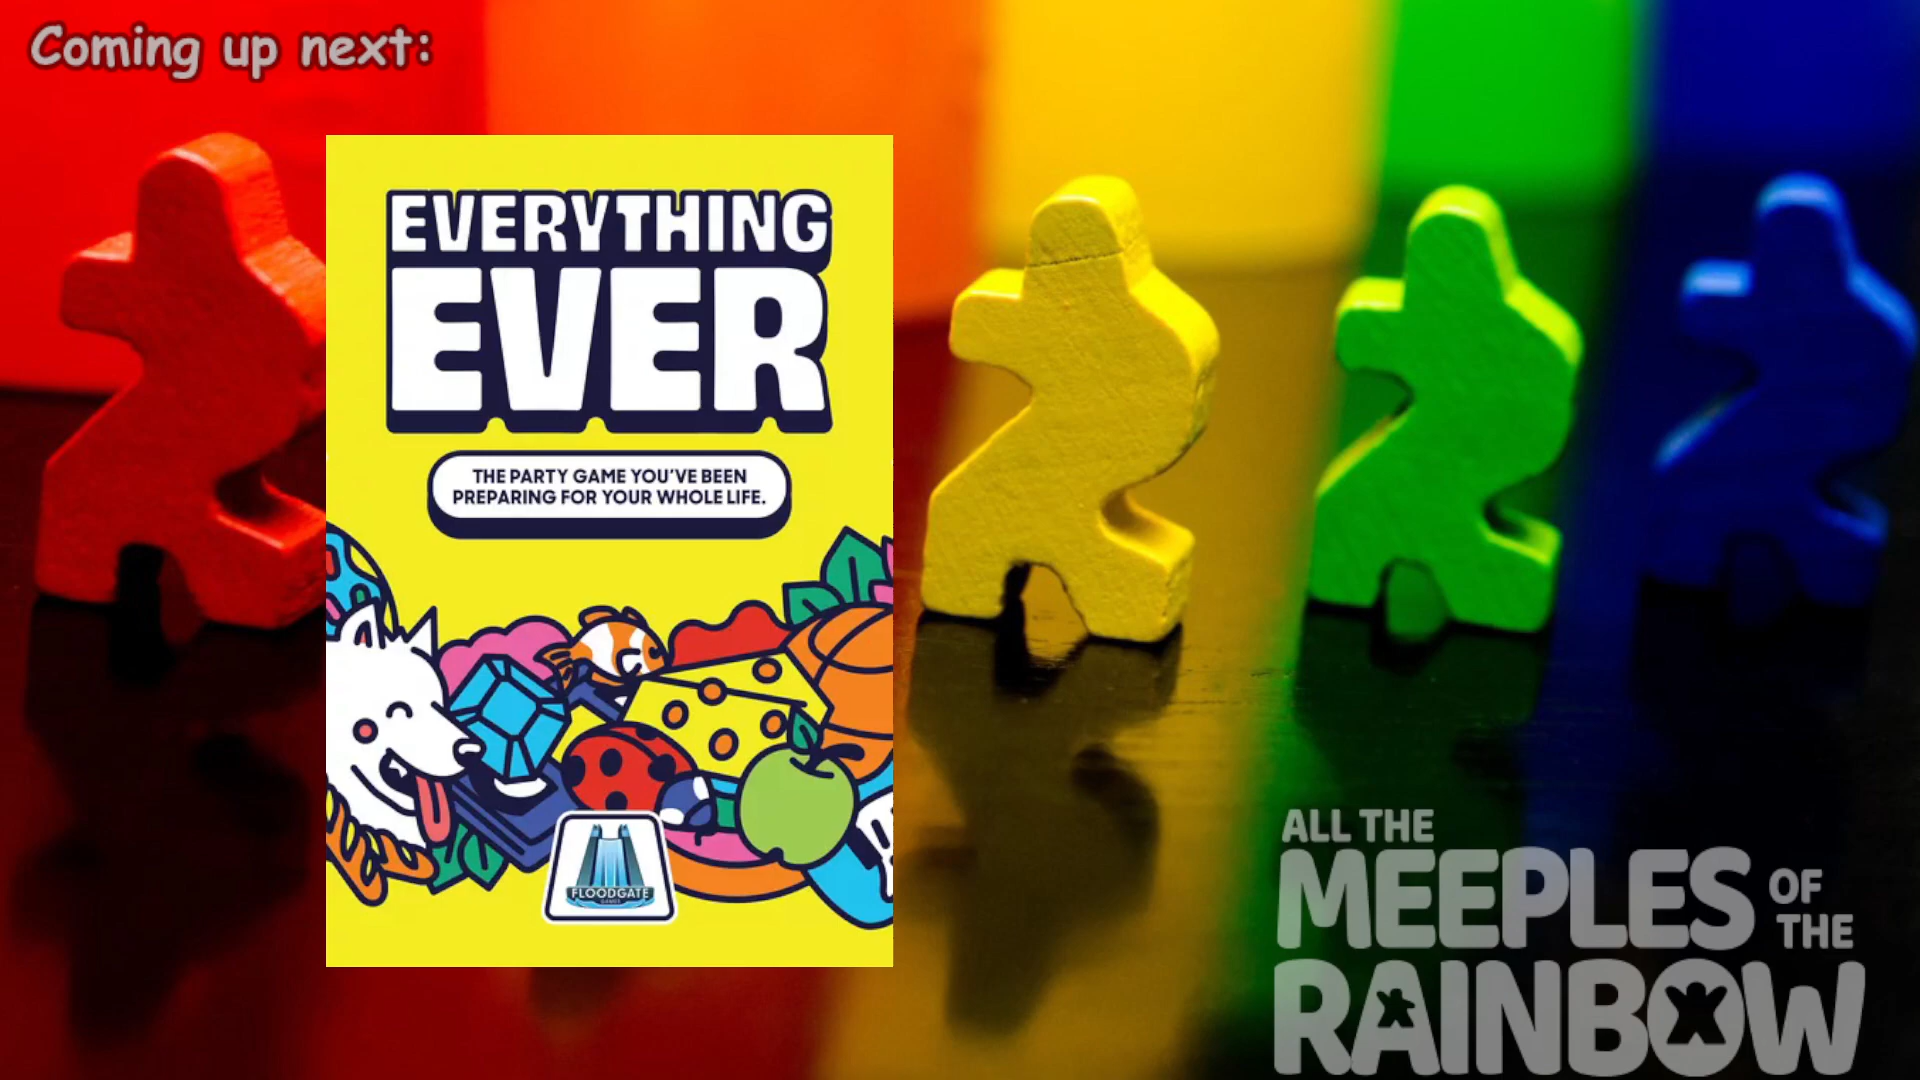 Coming up next:
EVERYTHING
EVER
THE PARTY GAME YOU'VE BEEN
PREPARING FOR YOUR WHOLE LIFE.
FLOODGATE
GAMES
ALL THE
MEEPLES
OF
THE
RAINBOW